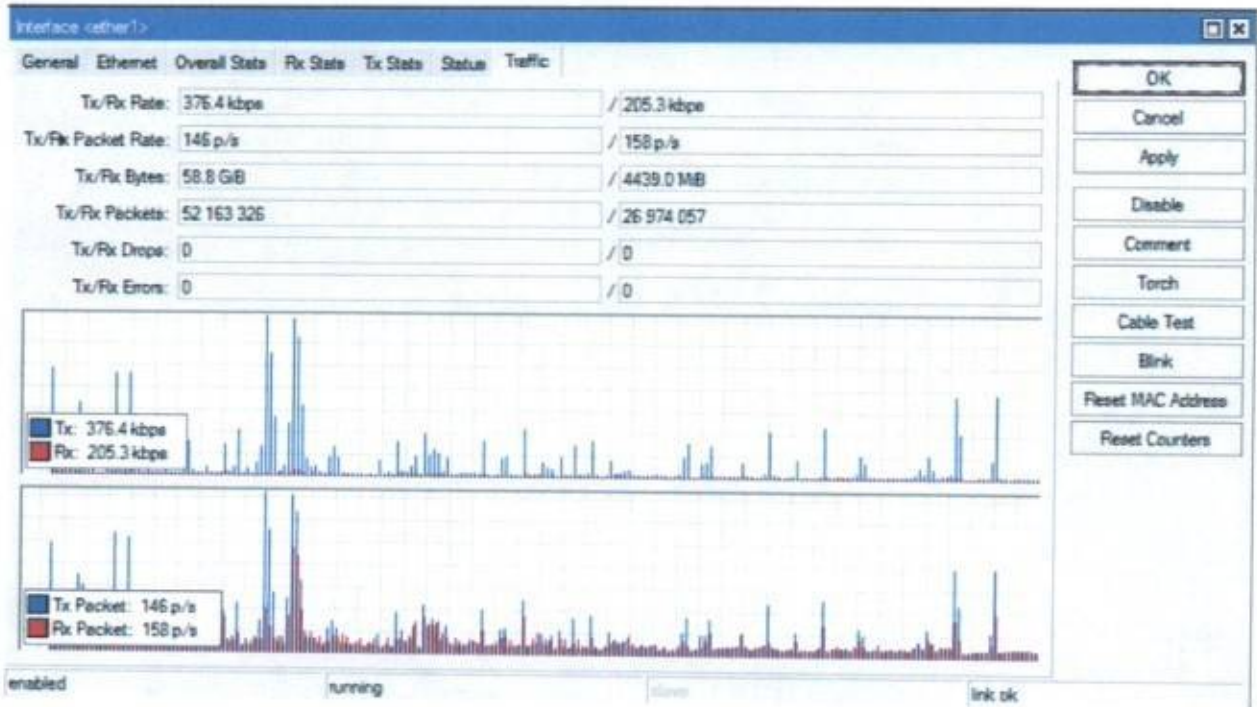 Interface <ether1>
General Ethernet Overall Stats Rx Stats Tx Stats Status Traffic
Tx/Rx Rate: 376.4 kbps / 205.3 kbps
Tx/Rx Packet Rate: 146 p/s / 158 p/s
Tx/Rx Bytes: 58.8 GiB / 4439.0 MiB
Tx/Rx Packets: 52 163 326 / 26 974 057
Tx/Rx Drops: 0 / 0
Tx/Rx Errors: 0 / 0
OK
Cancel
Apply
Disable
Comment
Torch
Cable Test
Blink
Reset MAC Address
Reset Counters
Tx: 376.4 kbps
Rx: 205.3 kbps
Tx Packet: 146 p/s
Rx Packet: 158 p/s
enabled running slave link ok